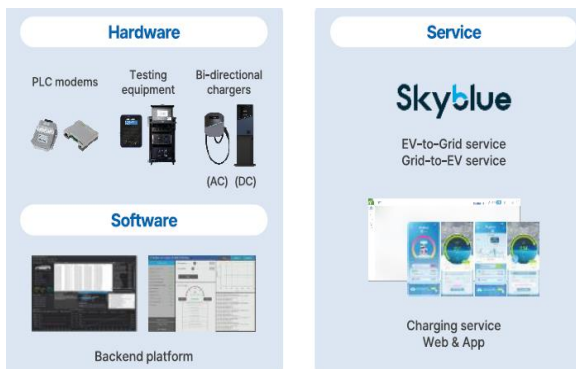 Hardware
PLC modems
Testing
equipment
Bi-directional
chargers
(AC) (DC)
Software
Backend platform
Service
Skyblue
EV-to-Grid service
Grid-to-EV service
Charging service
Web & App